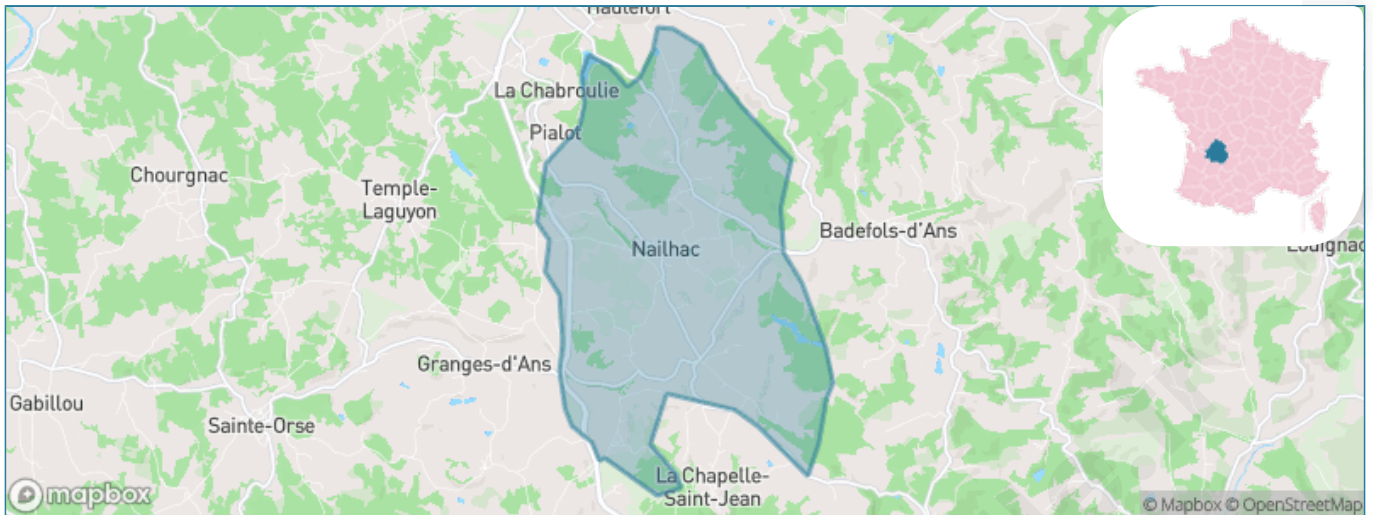 Hautefort
La Chabroulie
Pialot
Chourgnac
Temple-
Laguyon
Badefols-d'Ans
Nailhac
Granges-d'Ans
Gabillou
Sainte-Orse
La Chapelle-
Saint-Jean
mapbox
© Mapbox © OpenStreetMap